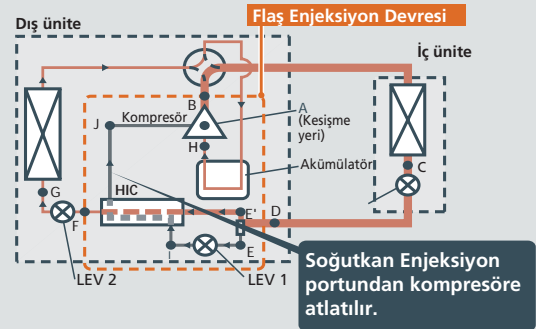 Flaş Enjeksiyon Devresi
Dış ünite
İç ünite
B
A
(Kesişme
yeri)
J
Kompresör
H
Akümülatör
C
G
HIC
F
E'
D
E
I
LEV 2
LEV 1
Soğutkan Enjeksiyon
portundan kompresöre
atlatılır.